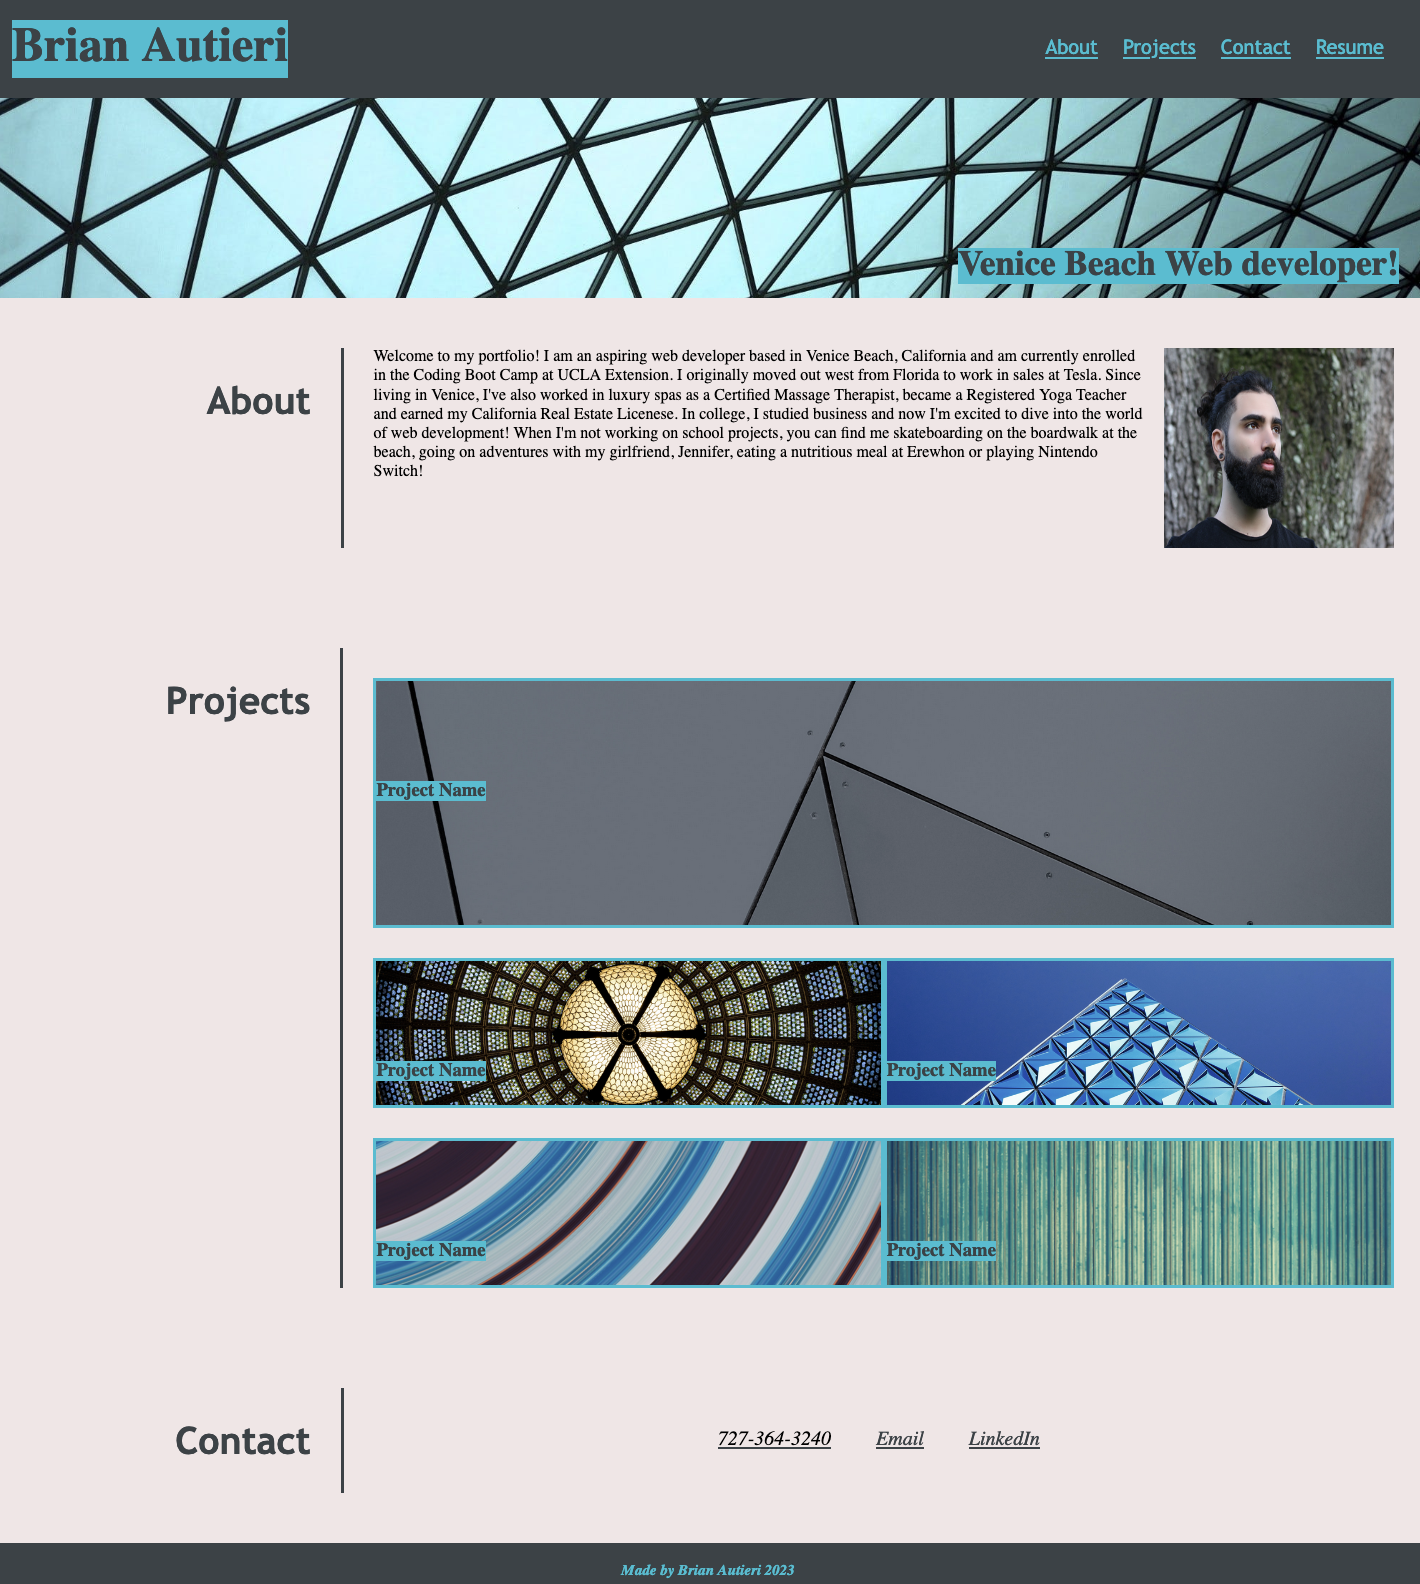 Brian Autieri
About Projects Contact Resume
Venice Beach Web developer!
About
Welcome to my portfolio! I am an aspiring web developer based in Venice Beach, California and am currently enrolled
in the Coding Boot Camp at UCLA Extension. I originally moved out west from Florida to work in sales at Tesla. Since
living in Venice, I've also worked in luxury spas as a Certified Massage Therapist, became a Registered Yoga Teacher
and earned my California Real Estate Licenese. In college, I studied business and now I'm excited to dive into the world
of web development! When I'm not working on school projects, you can find me skateboarding on the boardwalk at the
beach, going on adventures with my girlfriend, Jennifer, eating a nutritious meal at Erewhon or playing Nintendo
Switch!
Projects
Project Name
Project Name
Project Name
Project Name
Project Name
Contact
727-364-3240 Email LinkedIn
Made by Brian Autieri 2023